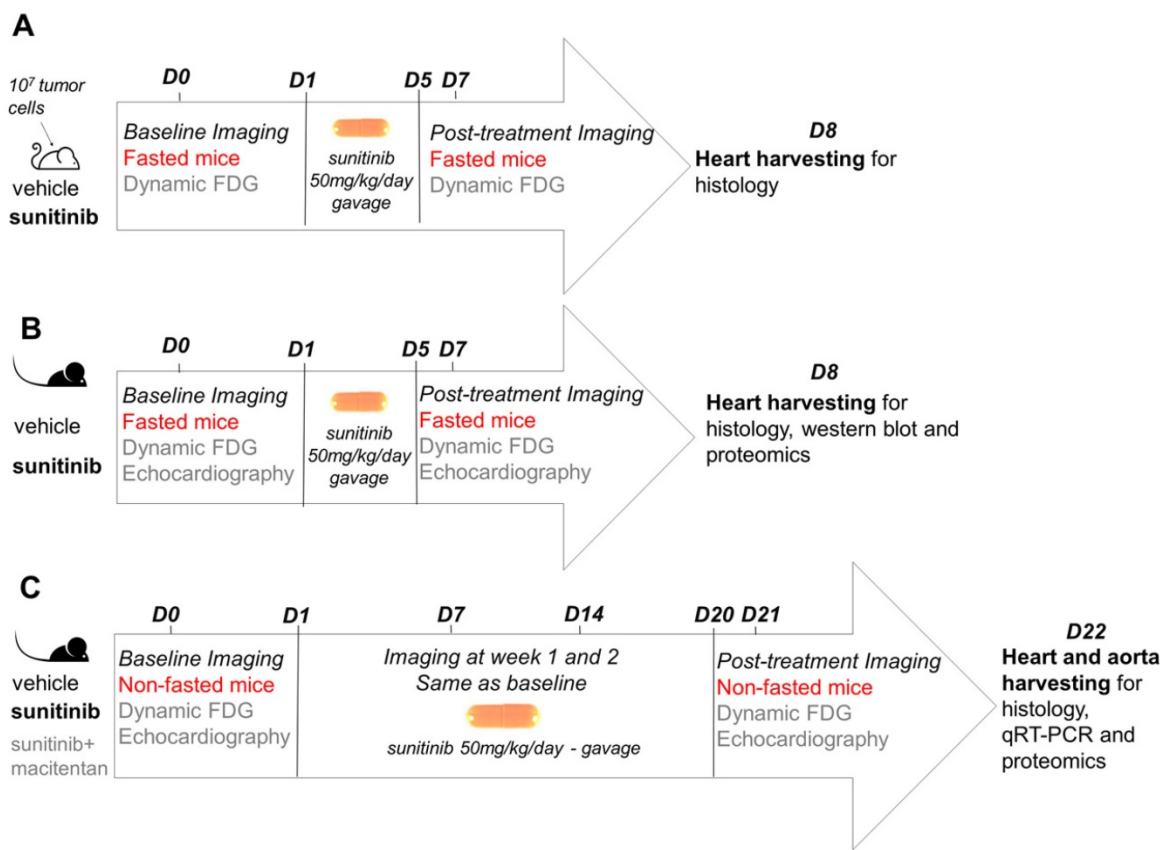 A
10⁷ tumor
cells
vehicle
sunitinib
D0
D1
D5
D7
Baseline Imaging
Fasted mice
Dynamic FDG
sunitinib
50mg/kg/day
gavage
Post-treatment Imaging
Fasted mice
Dynamic FDG
D8
Heart harvesting for
histology
B
vehicle
sunitinib
D0
D1
D5
D7
Baseline Imaging
Fasted mice
Dynamic FDG
Echocardiography
sunitinib
50mg/kg/day
gavage
Post-treatment Imaging
Fasted mice
Dynamic FDG
Echocardiography
D8
Heart harvesting for
histology, western blot and
proteomics
C
vehicle
sunitinib
sunitinib+
macitentan
D0
D1
D7
D14
D20
D21
Baseline Imaging
Non-fasted mice
Dynamic FDG
Echocardiography
Imaging at week 1 and 2
Same as baseline
sunitinib 50mg/kg/day - gavage
Post-treatment Imaging
Non-fasted mice
Dynamic FDG
Echocardiography
D22
Heart and aorta
harvesting for
histology,
qRT-PCR and
proteomics